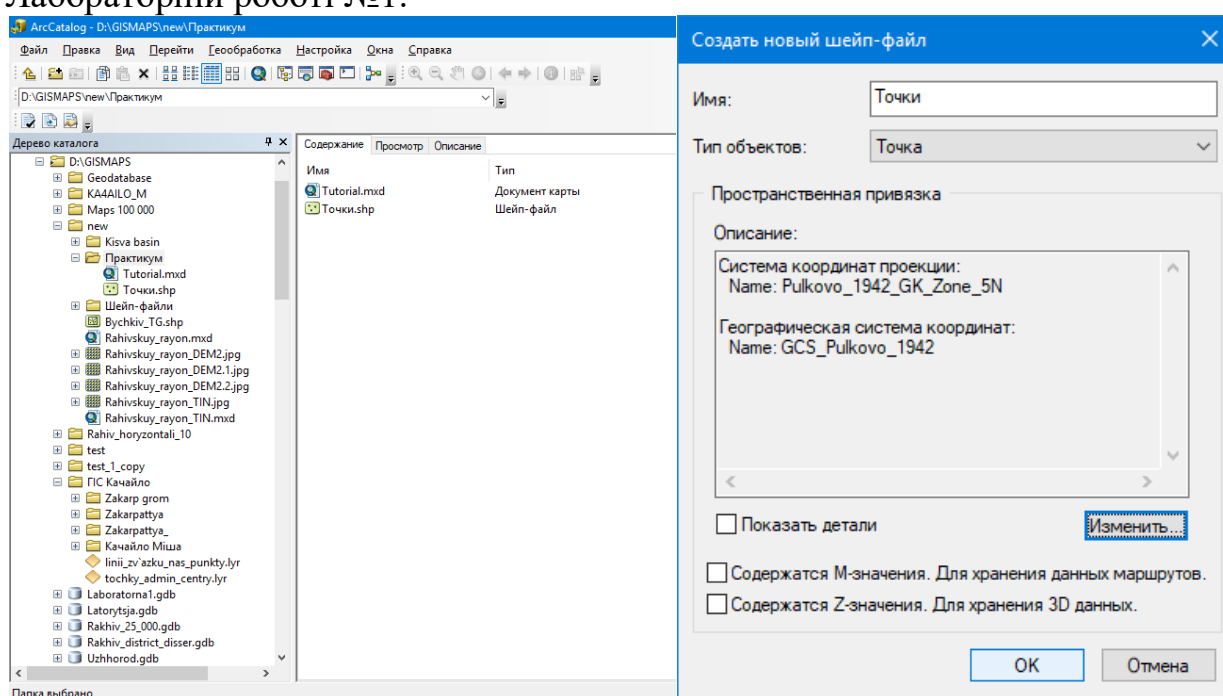 Лабораторній роботі №1.
ArcCatalog - D:\GISMAPS\new\Практикум
Файл Правка Вид Перейти Геообработка Настройка Окна Справка
D:\GISMAPS\new\Практикум
Дерево каталога
D:\GISMAPS
Geodatabase
KA4AILO_M
Maps 100 000
new
Kisva basin
Практикум
Tutorial.mxd
Точки.shp
Шейп-файли
Bychkiv_TG.shp
Rahivskuy_rayon.mxd
Rahivskuy_rayon_DEM2.jpg
Rahivskuy_rayon_DEM2.1.jpg
Rahivskuy_rayon_DEM2.2.jpg
Rahivskuy_rayon_TIN.jpg
Rahivskuy_rayon_TIN.mxd
Rahiv_horyzontali_10
test
test_1_copy
ГІС Качайло
Zakarp grom
Zakarpattya
Zakarpattya_
Качайло Міша
linii_zv`azku_nas_punkty.lyr
tochky_admin_centry.lyr
Laboratorna1.gdb
Latorytsja.gdb
Rakhiv_25_000.gdb
Rakhiv_district_disser.gdb
Uzhhorod.gdb
Папка выбрано
Содержание Просмотр Описание
Имя Тип
Tutorial.mxd Документ карты
Точки.shp Шейп-файл
Создать новый шейп-файл
Имя: Точки
Тип объектов: Точка
Пространственная привязка
Описание:
Система координат проекции:
Name: Pulkovo_1942_GK_Zone_5N
Географическая система координат:
Name: GCS_Pulkovo_1942
Показать детали Изменить...
Содержатся M-значения. Для хранения данных маршрутов.
Содержатся Z-значения. Для хранения 3D данных.
OK Отмена